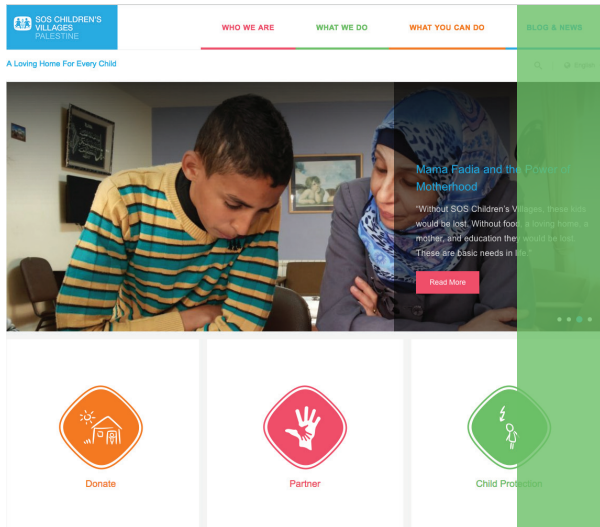 SOS CHILDREN'S
VILLAGES
PALESTINE
WHO WE ARE
WHAT WE DO
WHAT YOU CAN DO
BLOG & NEWS
A Loving Home For Every Child
English
Mama Fadia and the Power of
Motherhood
"Without SOS Children's Villages, these kids
would be lost. Without food, a loving home, a
mother, and education they would be lost.
These are basic needs in life."
Read More
Donate
Partner
Child Protection